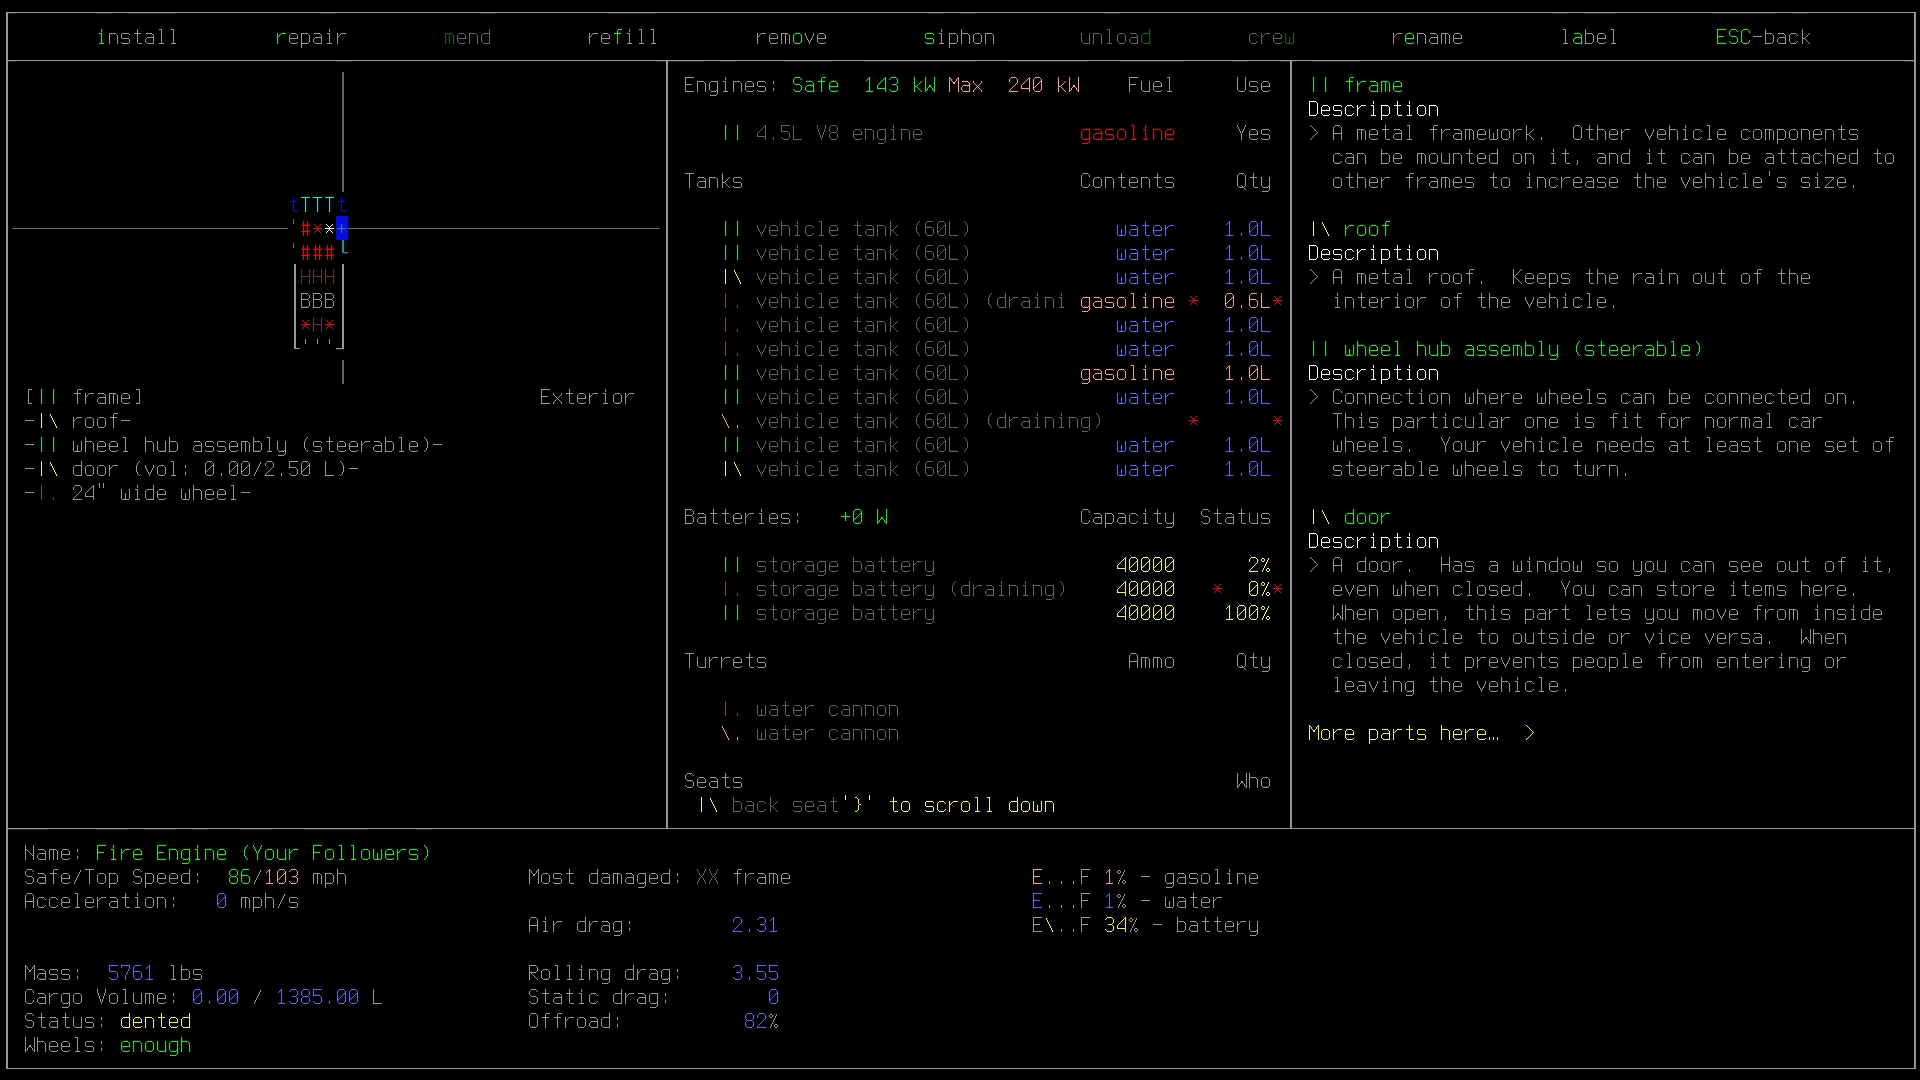 install repair mend refill remove siphon unload crew rename label ESC-back
tTTTt
'#**+
'###L
|HHH|
|BBB|
|*H*|
[|| frame] Exterior
-|\ roof-
-|| wheel hub assembly (steerable)-
-|\ door (vol: 0.00/2.50 L)-
-|. 24" wide wheel-
Engines: Safe 143 kW Max 240 kW Fuel Use
|| 4.5L V8 engine gasoline Yes
Tanks Contents Qty
|| vehicle tank (60L) water 1.0L
|| vehicle tank (60L) water 1.0L
|\ vehicle tank (60L) water 1.0L
|. vehicle tank (60L) (draini gasoline * 0.6L*
|. vehicle tank (60L) water 1.0L
|. vehicle tank (60L) water 1.0L
|| vehicle tank (60L) gasoline 1.0L
|| vehicle tank (60L) water 1.0L
\. vehicle tank (60L) (draining) * *
|| vehicle tank (60L) water 1.0L
|\ vehicle tank (60L) water 1.0L
Batteries: +0 W Capacity Status
|| storage battery 40000 2%
|. storage battery (draining) 40000 * 0%*
|| storage battery 40000 100%
Turrets Ammo Qty
|. water cannon
\. water cannon
Seats Who
|\ back seat'}' to scroll down
|| frame
Description
> A metal framework. Other vehicle components
can be mounted on it, and it can be attached to
other frames to increase the vehicle's size.
|\ roof
Description
> A metal roof. Keeps the rain out of the
interior of the vehicle.
|| wheel hub assembly (steerable)
Description
> Connection where wheels can be connected on.
This particular one is fit for normal car
wheels. Your vehicle needs at least one set of
steerable wheels to turn.
|\ door
Description
> A door. Has a window so you can see out of it,
even when closed. You can store items here.
When open, this part lets you move from inside
the vehicle to outside or vice versa. When
closed, it prevents people from entering or
leaving the vehicle.
More parts here… >
Name: Fire Engine (Your Followers)
Safe/Top Speed: 86/103 mph
Acceleration: 0 mph/s
Mass: 5761 lbs
Cargo Volume: 0.00 / 1385.00 L
Status: dented
Wheels: enough
Most damaged: XX frame
Air drag: 2.31
Rolling drag: 3.55
Static drag: 0
Offroad: 82%
E...F 1% - gasoline
E...F 1% - water
E\..F 34% - battery